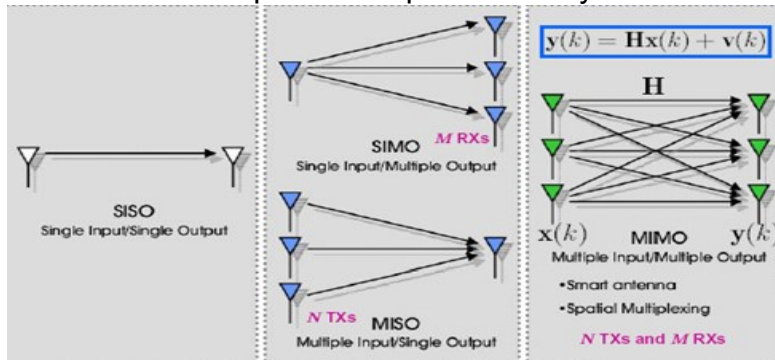 SISO
Single Input/Single Output
M RXs
SIMO
Single Input/Multiple Output
N TXs
MISO
Multiple Input/Single Output
y(k) = Hx(k) + v(k)
H
x(k)
y(k)
MIMO
Multiple Input/Multiple Output
•Smart antenna
•Spatial Multiplexing
N TXs and M RXs